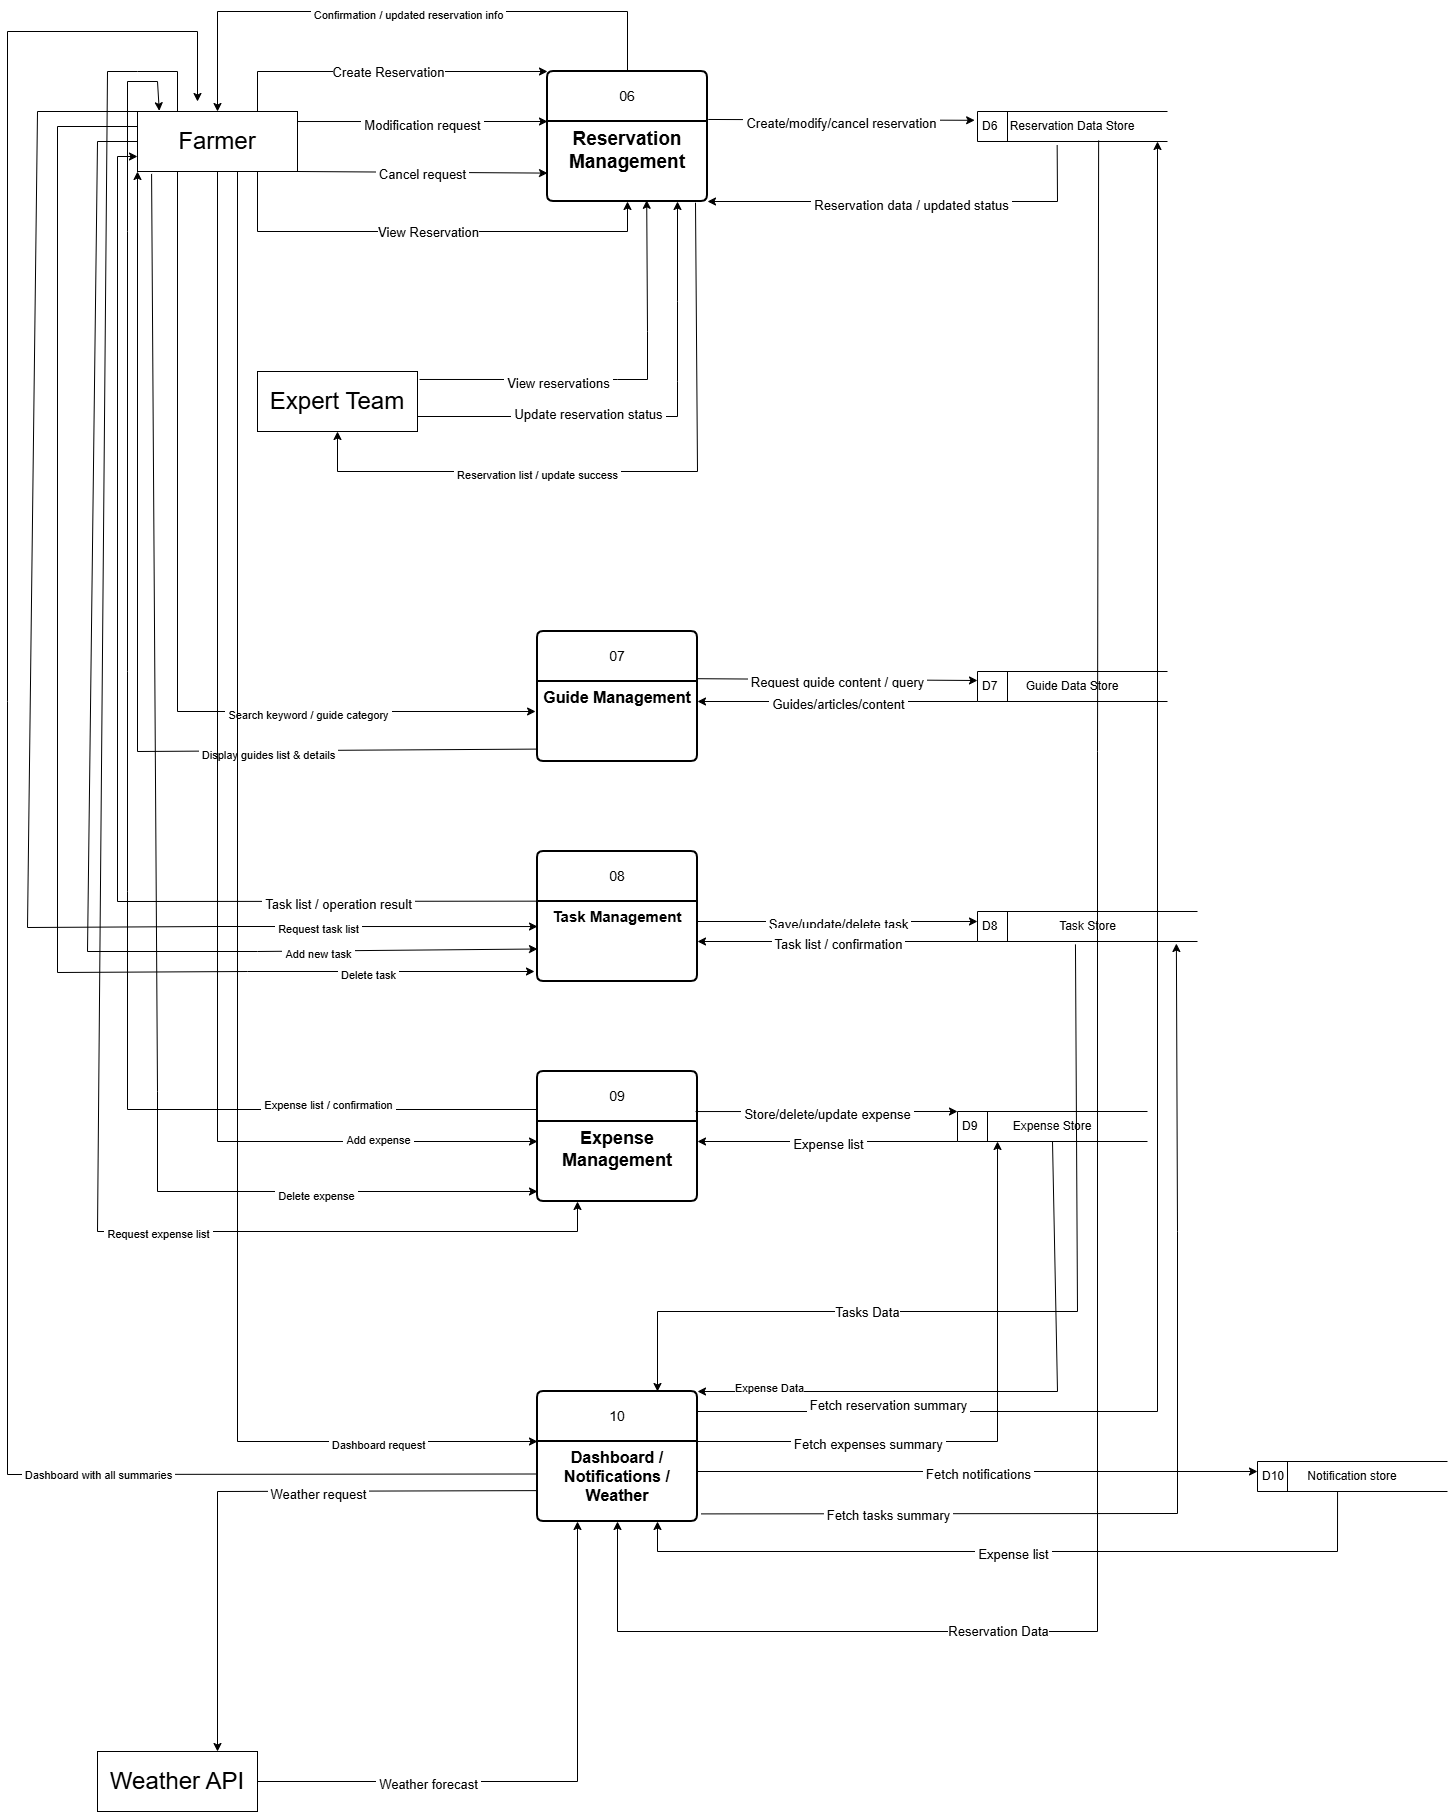 Confirmation / updated reservation info
Create Reservation
06
Farmer
Modification request
Reservation
Management
Create/modify/cancel reservation
D6
Reservation Data Store
Cancel request
Reservation data / updated status
View Reservation
View reservations
Expert Team
Update reservation status
Reservation list / update success
07
Guide Management
Request guide content / query
D7
Guide Data Store
Guides/articles/content
Search keyword / guide category
Display guides list & details
08
Task Management
Task list / operation result
Save/update/delete task
D8
Task Store
Request task list
Task list / confirmation
Add new task
Delete task
09
Expense
Management
Expense list / confirmation
Store/delete/update expense
D9
Expense Store
Add expense
Expense list
Delete expense
Request expense list
Tasks Data
Expense Data
Fetch reservation summary
10
Dashboard /
Notifications /
Weather
Dashboard request
Fetch expenses summary
Dashboard with all summaries
Fetch notifications
D10
Notification store
Weather request
Fetch tasks summary
Expense list
Reservation Data
Weather API
Weather forecast